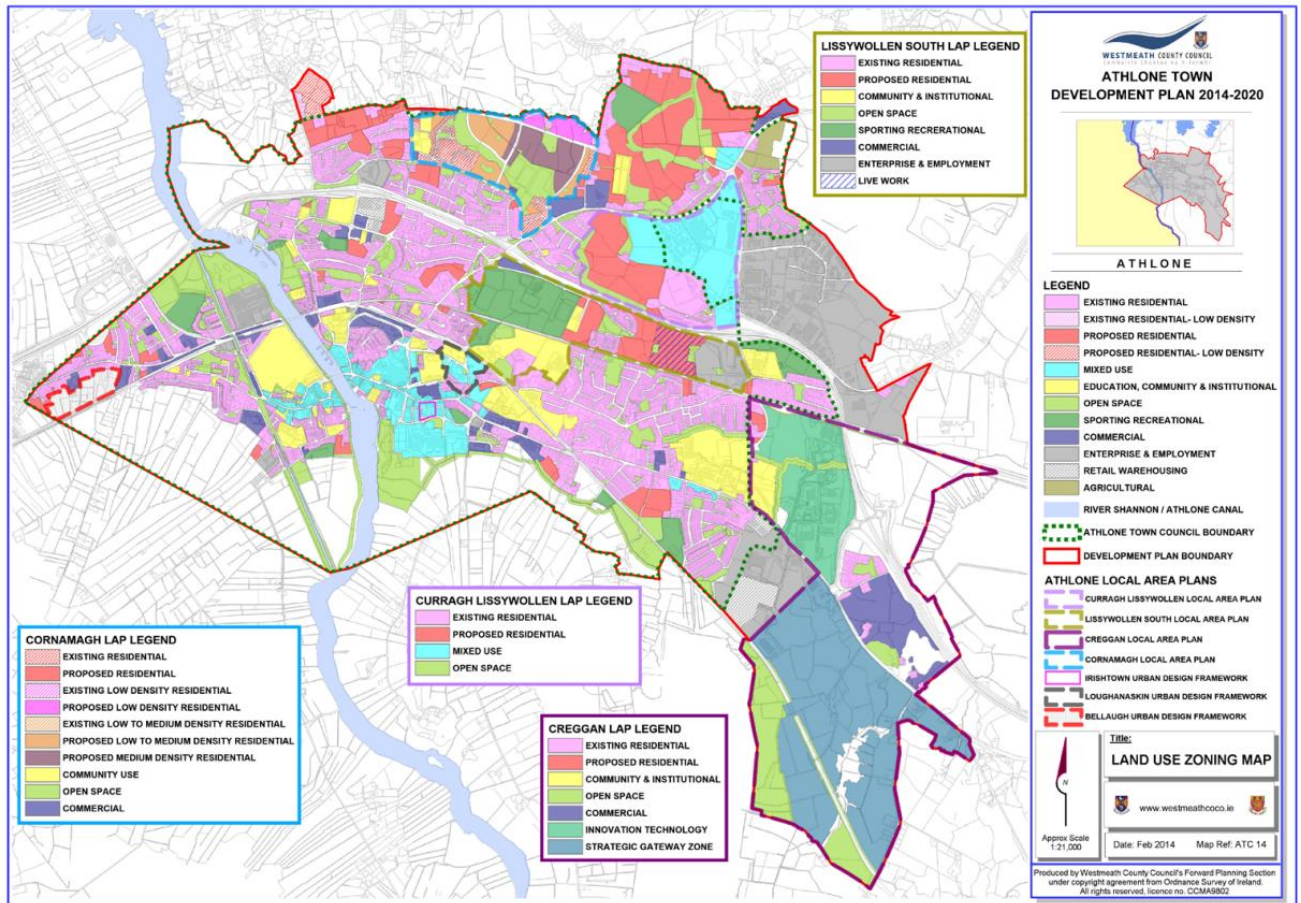 LISSYWOLLEN SOUTH LAP LEGEND
EXISTING RESIDENTIAL
PROPOSED RESIDENTIAL
COMMUNITY & INSTITUTIONAL
OPEN SPACE
SPORTING RECRERATIONAL
COMMERCIAL
ENTERPRISE & EMPLOYMENT
LIVE WORK
CURRAGH LISSYWOLLEN LAP LEGEND
EXISTING RESIDENTIAL
PROPOSED RESIDENTIAL
MIXED USE
OPEN SPACE
CORNAMAGH LAP LEGEND
EXISTING RESIDENTIAL
PROPOSED RESIDENTIAL
EXISTING LOW DENSITY RESIDENTIAL
PROPOSED LOW DENSITY RESIDENTIAL
EXISTING LOW TO MEDIUM DENSITY RESIDENTIAL
PROPOSED LOW TO MEDIUM DENSITY RESIDENTIAL
PROPOSED MEDIUM DENSITY RESIDENTIAL
COMMUNITY USE
OPEN SPACE
COMMERCIAL
CREGGAN LAP LEGEND
EXISTING RESIDENTIAL
PROPOSED RESIDENTIAL
COMMUNITY & INSTITUTIONAL
OPEN SPACE
COMMERCIAL
INNOVATION TECHNOLOGY
STRATEGIC GATEWAY ZONE
WESTMEATH COUNTY COUNCIL
ATHLONE TOWN
DEVELOPMENT PLAN 2014-2020
ATHLONE
LEGEND
EXISTING RESIDENTIAL
EXISTING RESIDENTIAL- LOW DENSITY
PROPOSED RESIDENTIAL
PROPOSED RESIDENTIAL- LOW DENSITY
MIXED USE
EDUCATION, COMMUNITY & INSTITUTIONAL
OPEN SPACE
SPORTING RECREATIONAL
COMMERCIAL
ENTERPRISE & EMPLOYMENT
RETAIL WAREHOUSING
AGRICULTURAL
RIVER SHANNON / ATHLONE CANAL
ATHLONE TOWN COUNCIL BOUNDARY
DEVELOPMENT PLAN BOUNDARY
ATHLONE LOCAL AREA PLANS
CURRAGH LISSYWOLLEN LOCAL AREA PLAN
LISSYWOLLEN SOUTH LOCAL AREA PLAN
CREGGAN LOCAL AREA PLAN
CORNAMAGH LOCAL AREA PLAN
IRISHTOWN URBAN DESIGN FRAMEWORK
LOUGHANASKIN URBAN DESIGN FRAMEWORK
BELLAUGH URBAN DESIGN FRAMEWORK
N
Approx Scale
1:21,000
Title:
LAND USE ZONING MAP
www.westmeathcoco.ie
Date: Feb 2014 Map Ref: ATC 14
Produced by Westmeath County Council's Forward Planning Section
under copyright agreement from Ordnance Survey of Ireland.
All rights reserved, licence no. CCMA9802